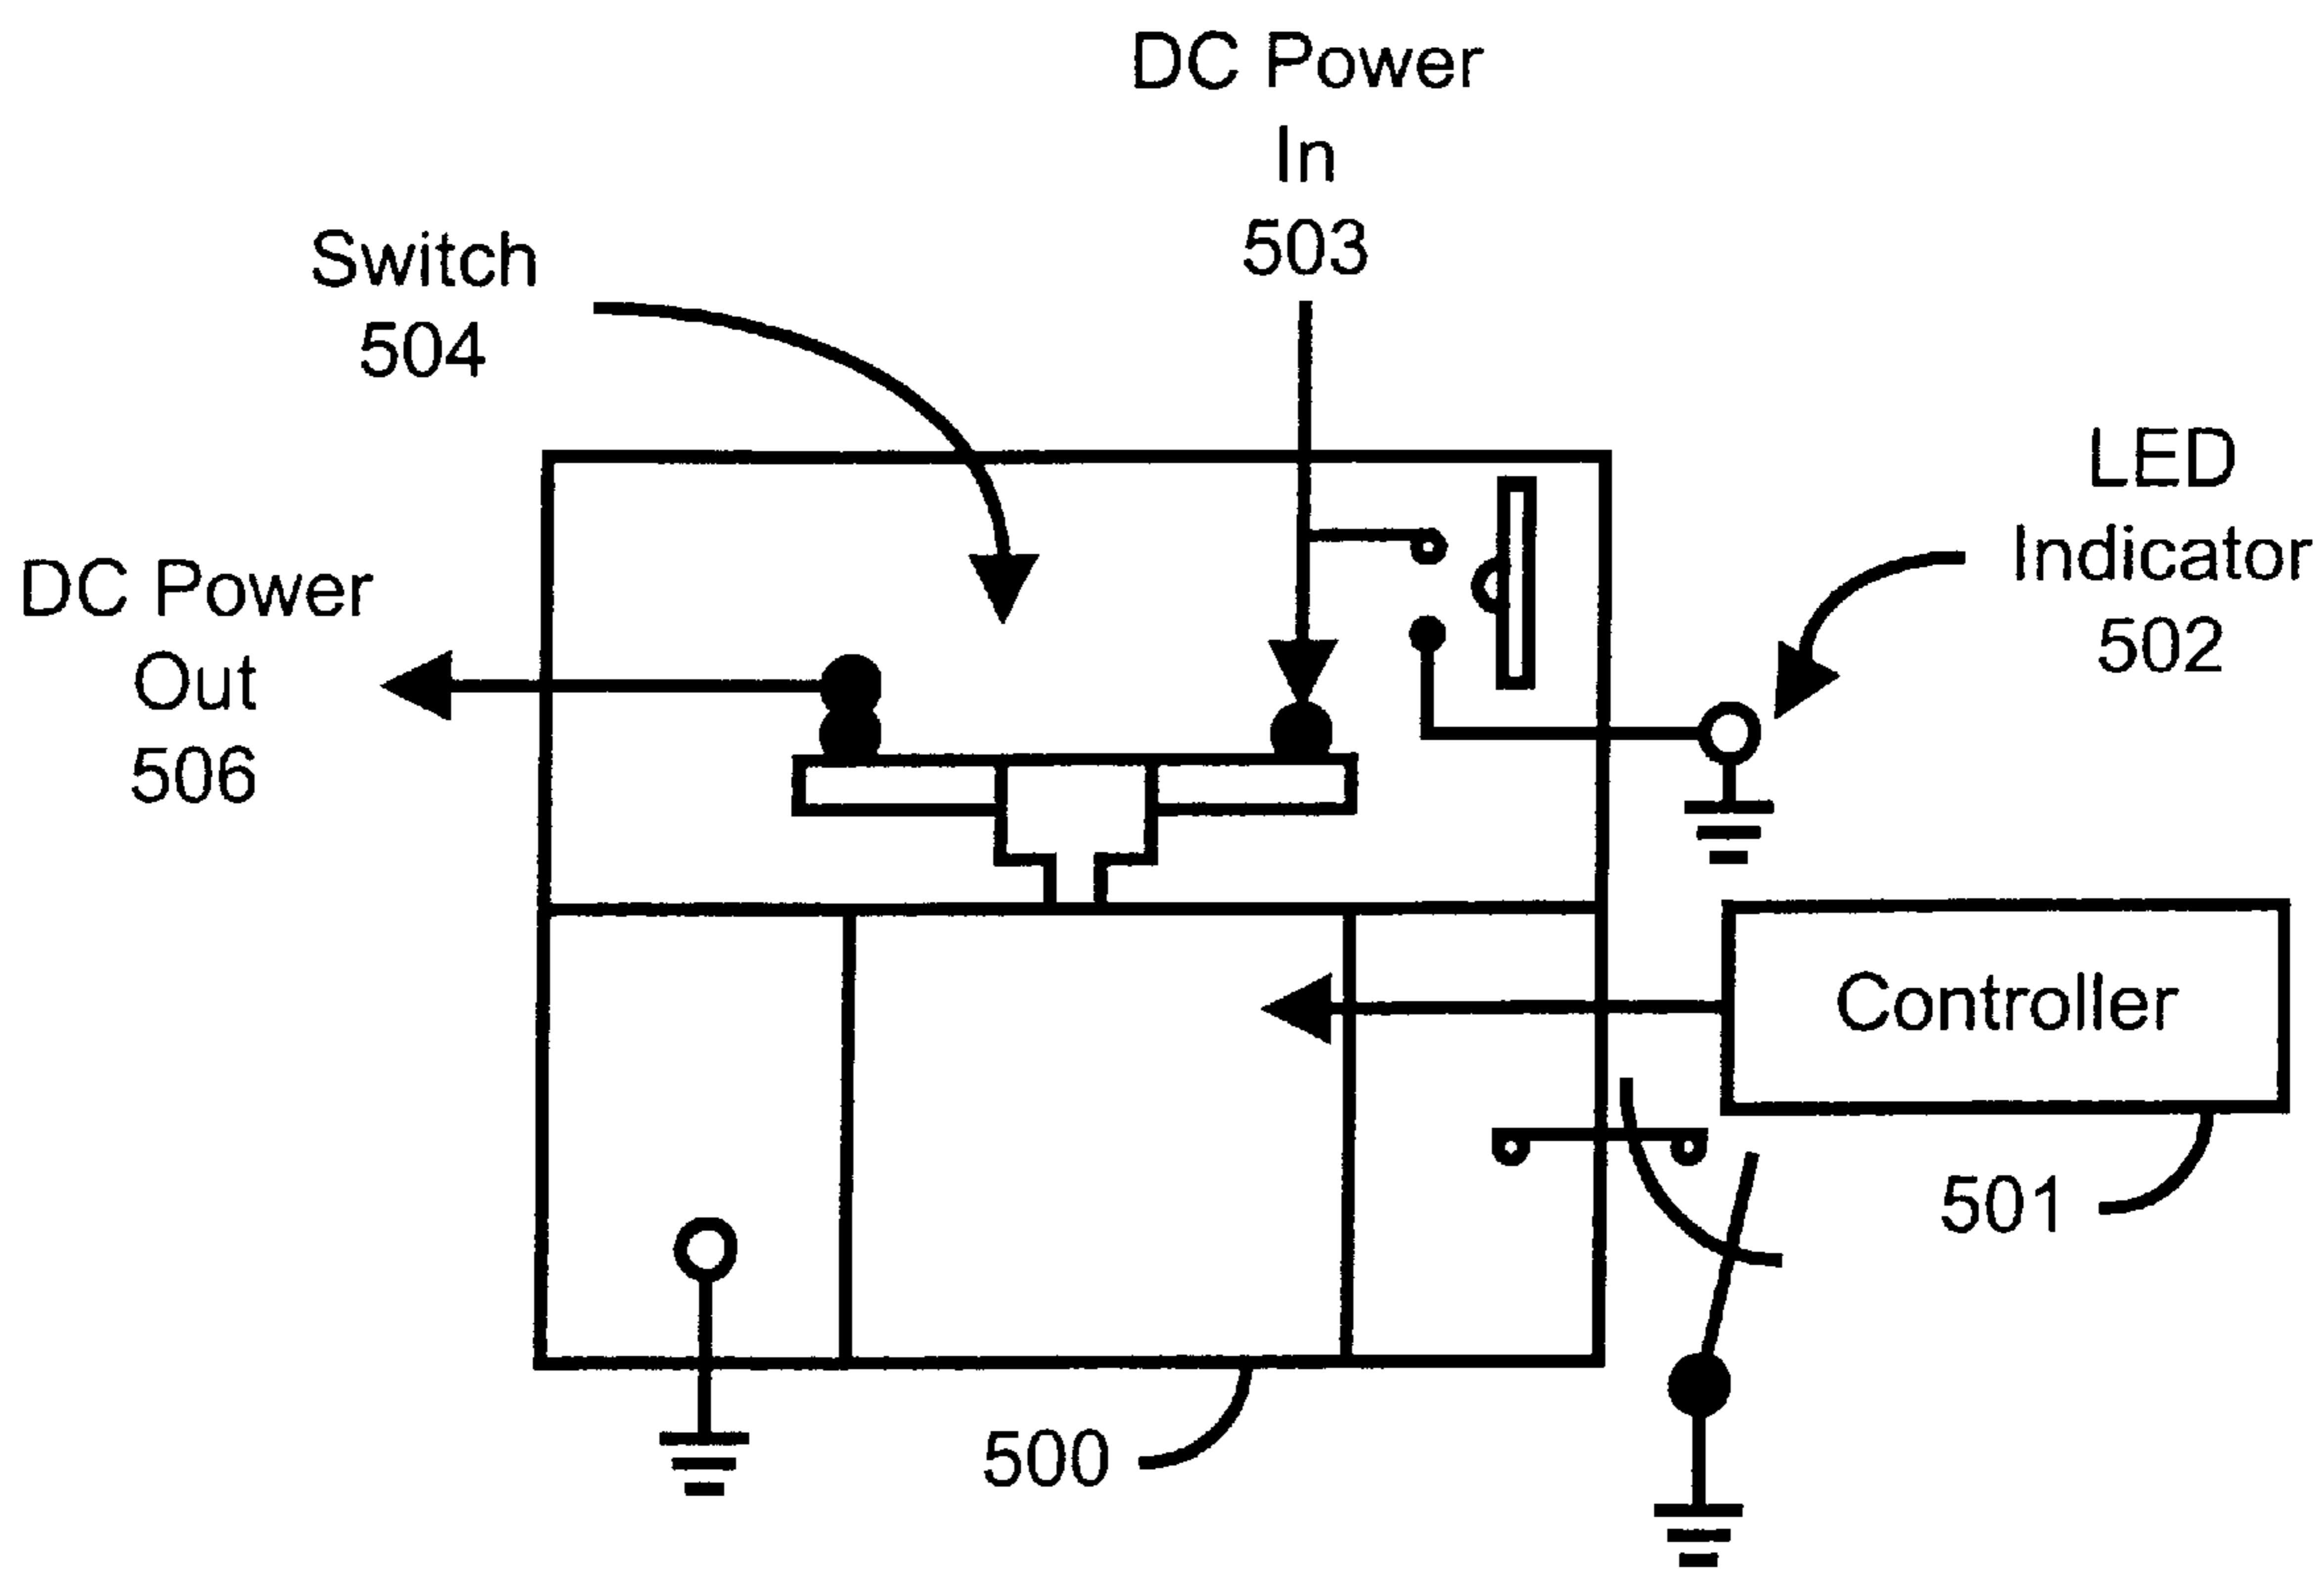 DC Power
In
503
Switch
504
LED
Indicator
502
DC Power
Out
506
Controller
501
500